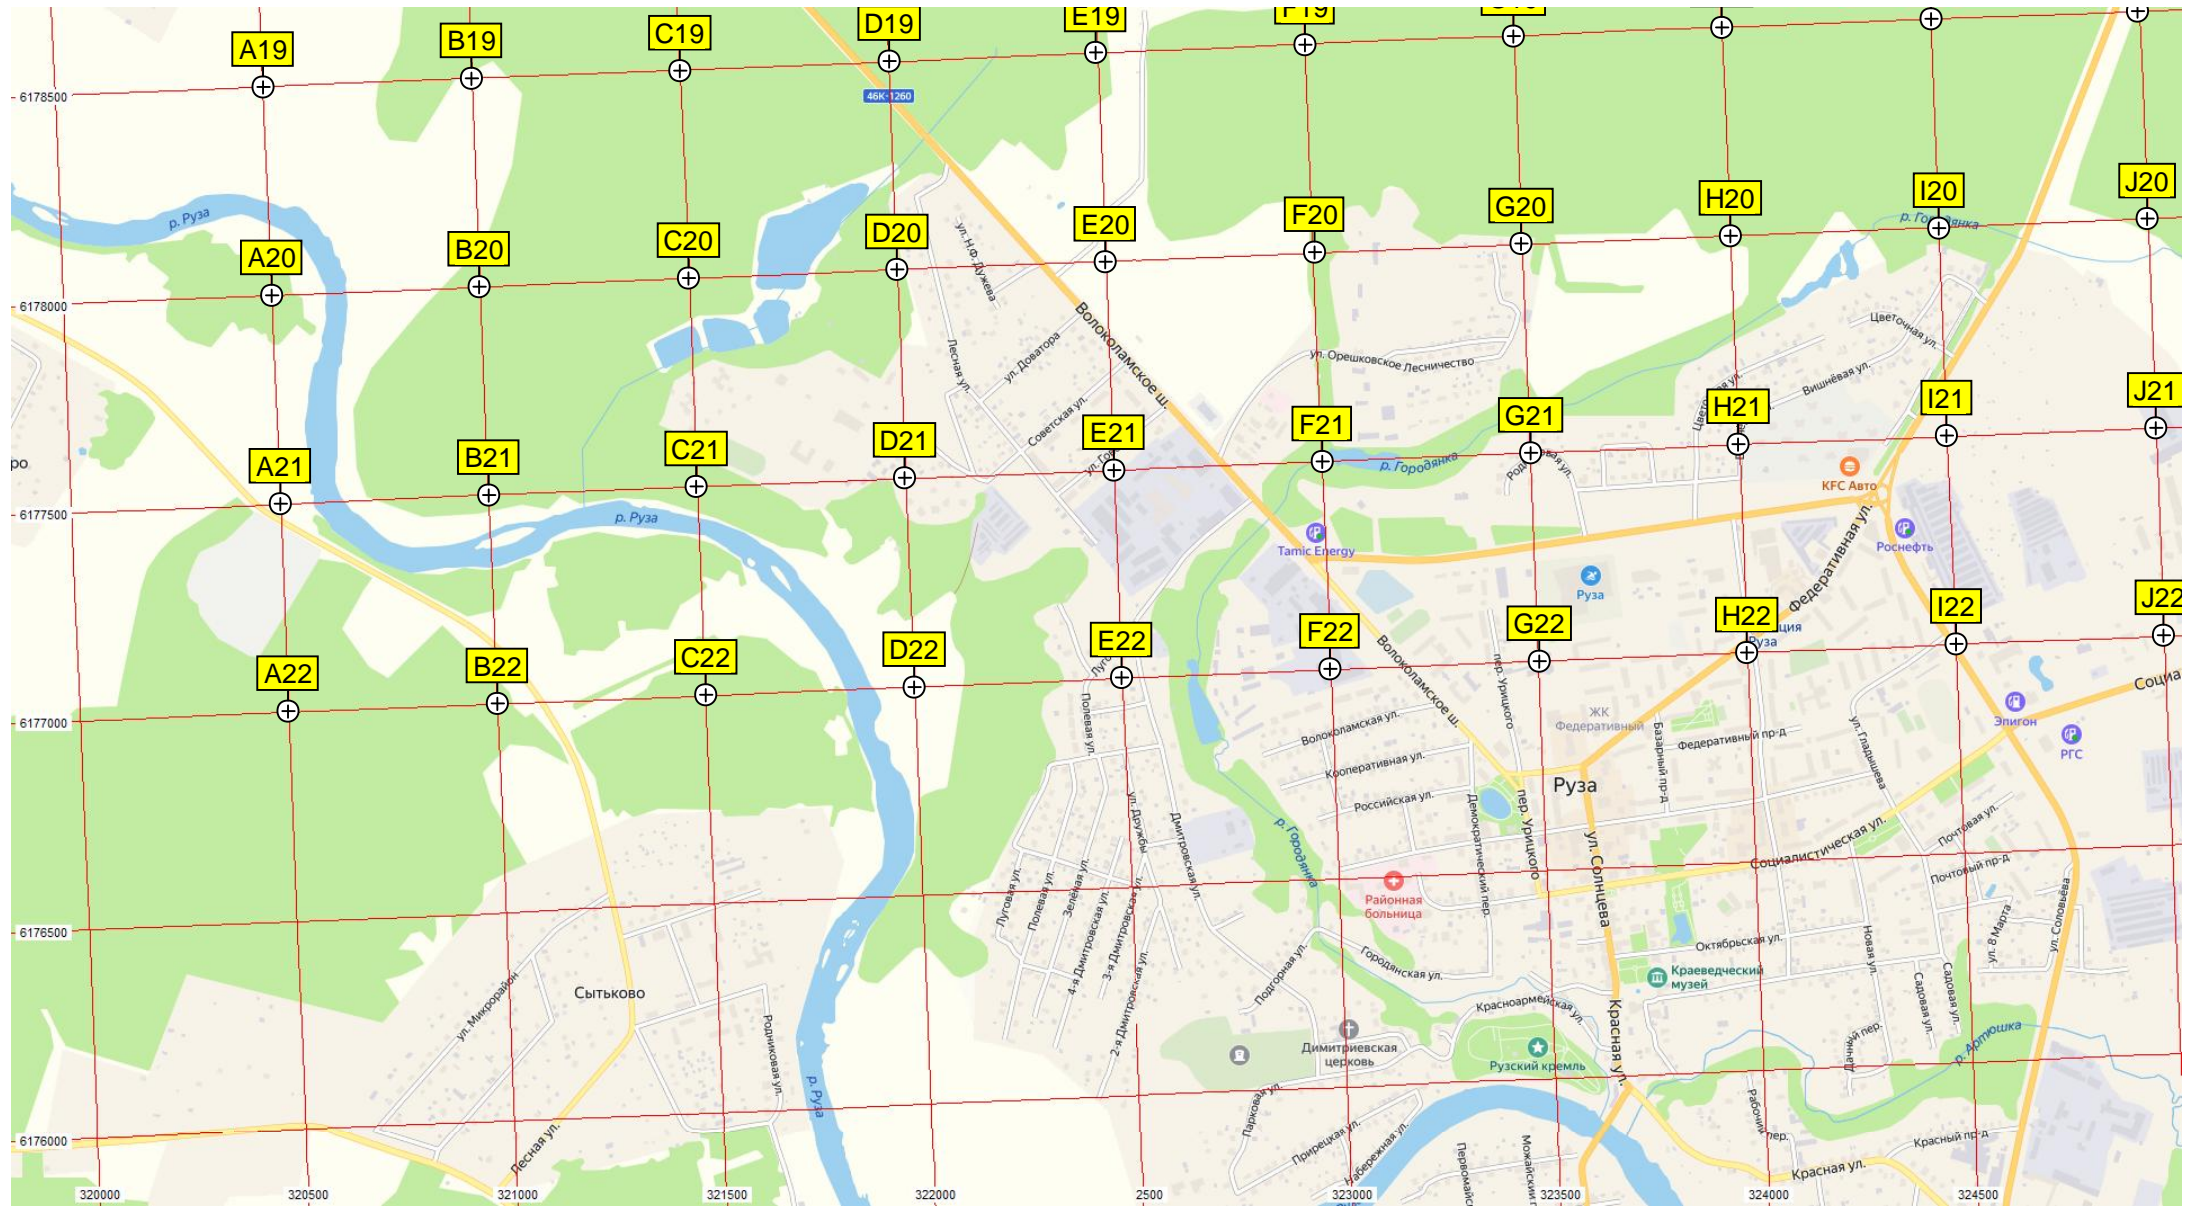 E19
F19
D19
C19
B19
A19
6178500
46К-1260
J20
I20
H20
G20
F20
E20
D20
C20
B20
A20
р. Руза
р. Городянка
ул. Н.Ф. Дужева
6178000
Волоколамское ш.
Цветочная ул.
ул. Доватора
Лесная ул.
ул. Орешковское Лесничество
Вишнёвая ул.
J21
I21
H21
G21
F21
E21
D21
C21
B21
A21
Советская ул.
р. Городянка
KFC Авто
6177500
р. Руза
Tamic Energy
Роснефть
Федеративная ул.
Руза
J22
I22
H22
G22
F22
E22
D22
C22
B22
A22
Руза
Волоколамское ш.
пер. Урицкого
Полевая ул.
6177000
ЖК
Федеративный
Эпигон
РГС
Волоколамская ул.
Федеративный пр-д
Базарный пр-д
ул. Гладышева
Кооперативная ул.
Руза
Российская ул.
Демократический пер.
пер. Урицкого
ул. Дружбы
Дмитровская ул.
р. Городянка
ул. Солнцева
Социалистическая ул.
Почтовая ул.
Почтовый пр-д
Районная
больница
Луговая ул.
Полевая ул.
Зелёная ул.
4-я Дмитровская ул.
3-я Дмитровская ул.
2-я Дмитровская ул.
6176500
Октябрьская ул.
Новая ул.
ул. 8 Марта
ул. Соловьёва
Краеведческий
музей
Городянская ул.
Подгорная ул.
Сытьково
ул. Микрорайон
Родниковая ул.
Красноармейская ул.
Красная ул.
Садовая ул.
Садовая ул.
р. Артюшка
Димитриевская
церковь
Рузский кремль
р. Руза
Парковая ул.
Прирецкая ул.
Набережная ул.
Рабочий пер.
6176000
Лесная ул.
Красный пр-д
Красная ул.
320000
320500
321000
321500
322000
2500
323000
323500
324000
324500